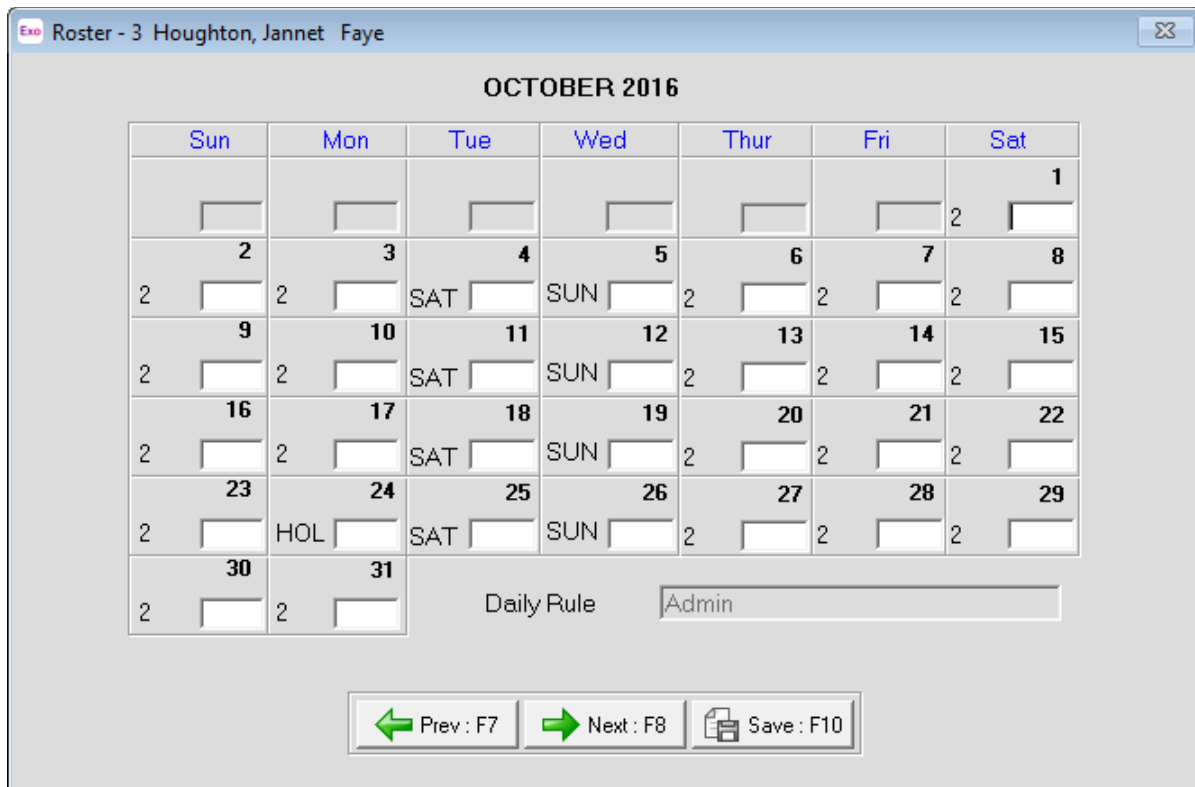 Exo Roster - 3 Houghton, Jannet Faye
OCTOBER 2016
Sun Mon Tue Wed Thur Fri Sat
1
2
2 3 4 5 6 7 8
2 2 SAT SUN 2 2 2
9 10 11 12 13 14 15
2 2 SAT SUN 2 2 2
16 17 18 19 20 21 22
2 2 SAT SUN 2 2 2
23 24 25 26 27 28 29
2 HOL SAT SUN 2 2 2
30 31
2 2 Daily Rule Admin
Prev : F7 Next : F8 Save : F10